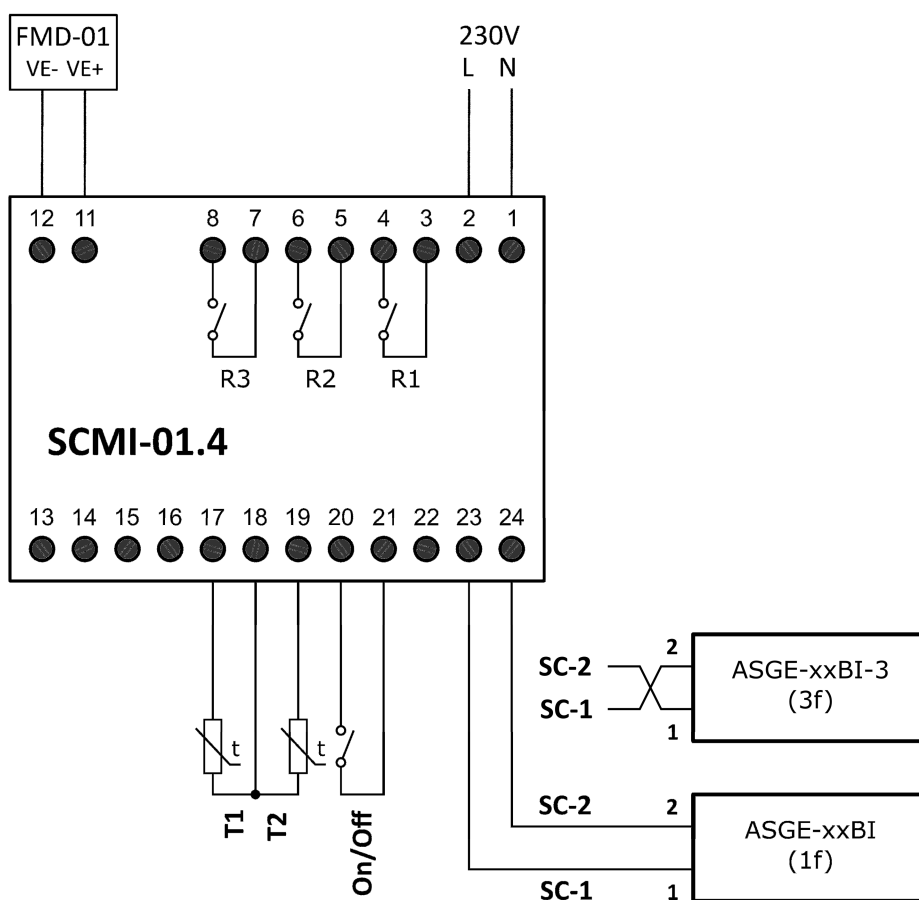 FMD-01
VE- VE+
230V
L N
12 11 8 7 6 5 4 3 2 1
R3 R2 R1
SCMI-01.4
13 14 15 16 17 18 19 20 21 22 23 24
SC-2 2
ASGE-xxBI-3
(3f)
SC-1 1
t t
T1 T2 On/Off
SC-2 2
ASGE-xxBI
(1f)
SC-1 1